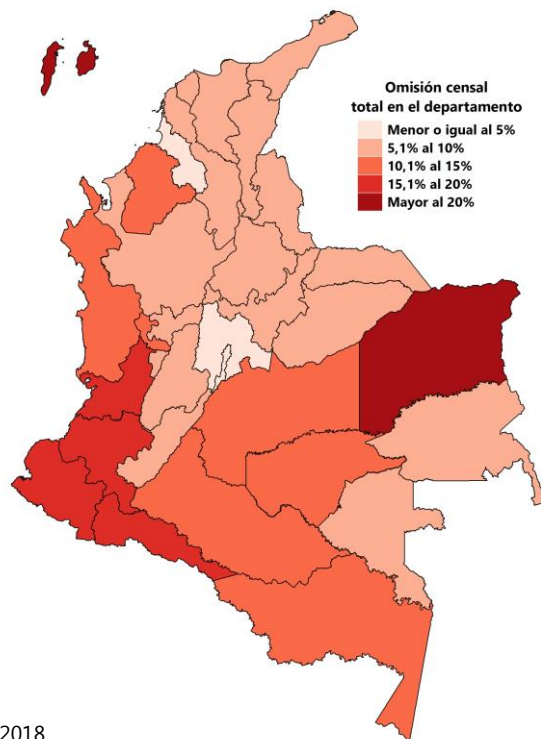 Omisión censal
total en el departamento
Menor o igual al 5%
5,1% al 10%
10,1% al 15%
15,1% al 20%
Mayor al 20%
2018